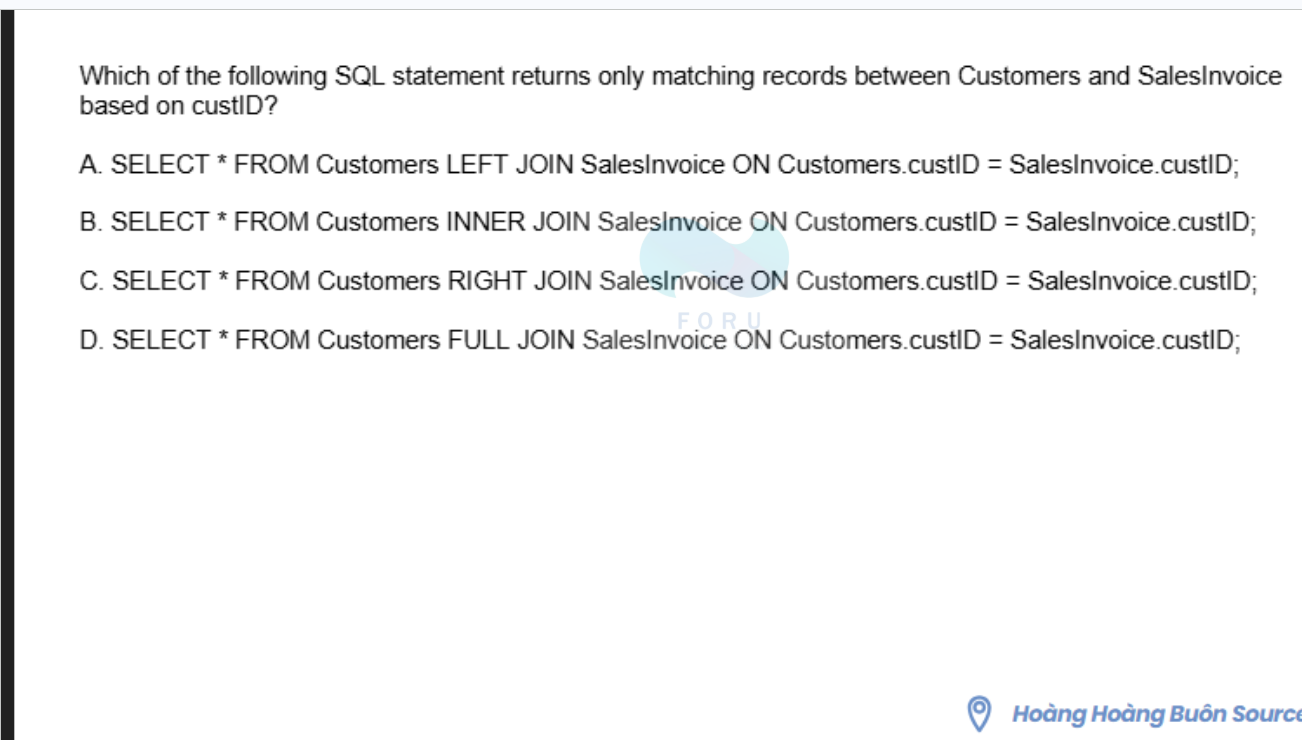 Which of the following SQL statement returns only matching records between Customers and SalesInvoice
based on custID?
A. SELECT * FROM Customers LEFT JOIN SalesInvoice ON Customers.custID = SalesInvoice.custID;
B. SELECT * FROM Customers INNER JOIN SalesInvoice ON Customers.custID = SalesInvoice.custID;
C. SELECT * FROM Customers RIGHT JOIN SalesInvoice ON Customers.custID = SalesInvoice.custID;
FORU
D. SELECT * FROM Customers FULL JOIN SalesInvoice ON Customers.custID = SalesInvoice.custID;
Hoàng Hoàng Buôn Source